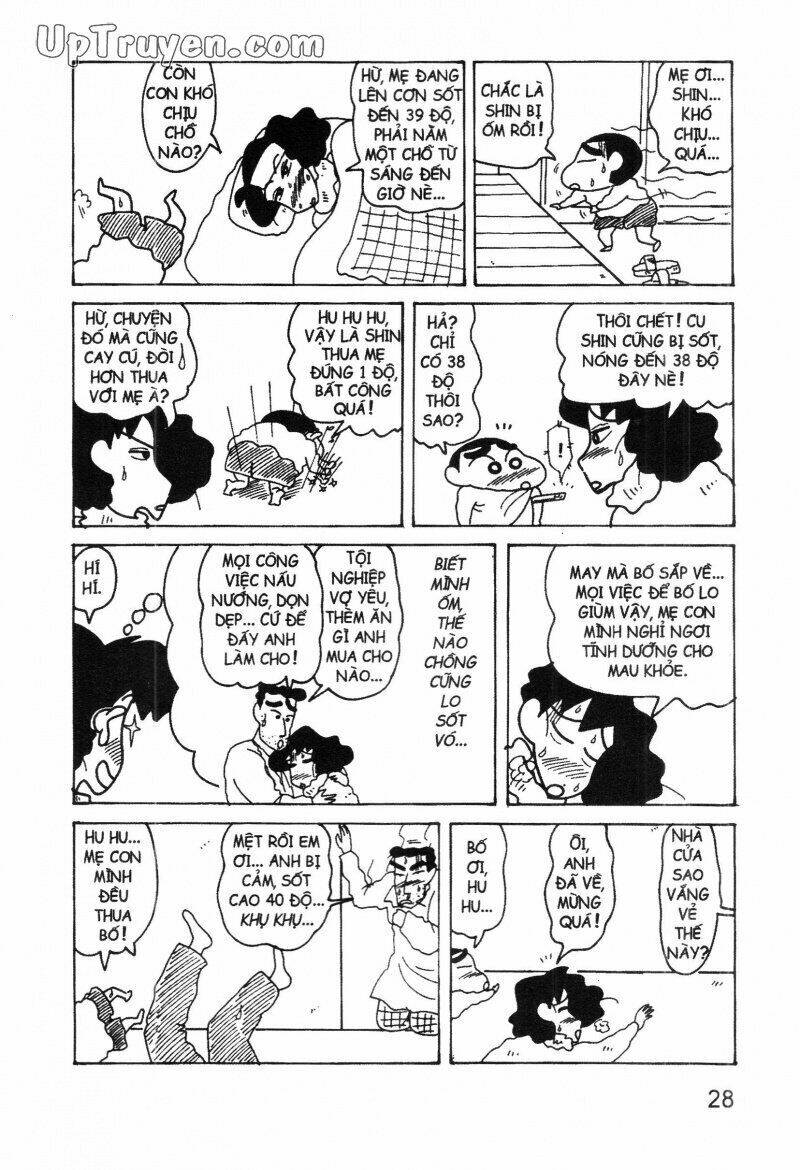 UpTruyen.com
MẸ ƠI...
SHIN...
KHÓ
CHỊU
QUÁ...
CHẮC LÀ
SHIN BỊ
ỐM RỒI!
HỪ, MẸ ĐANG
LÊN CƠN SỐT
ĐẾN 39 ĐỘ,
PHẢI NẰM
MỘT CHỖ TỪ
SÁNG ĐẾN
GIỜ NÈ...
CÒN
CON KHÓ
CHỊU
CHỖ
NÀO?
THÔI CHẾT! CU
SHIN CŨNG BỊ SỐT,
NÓNG ĐẾN 38 ĐỘ
ĐÂY NÈ!
!
HẢ?
CHỈ
CÓ 38
ĐỘ
THÔI
SAO?
HU HU HU,
VẬY LÀ SHIN
THUA MẸ
ĐÚNG 1 ĐỘ,
BẤT CÔNG
QUÁ!
HỪ, CHUYỆN
ĐÓ MÀ CŨNG
CAY CÚ, ĐÒI
HƠN THUA
VỚI MẸ À?
MAY MÀ BỐ SẮP VỀ...
MỌI VIỆC ĐỂ BỐ LO
GIÙM VẬY, MẸ CON
MÌNH NGHỈ NGƠI
TĨNH DƯỠNG CHO
MAU KHỎE.
BIẾT
MÌNH
ỐM,
THẾ
NÀO
CHỒNG
CŨNG
LO
SỐT
VÓ...
TỘI
NGHIỆP
VỢ YÊU,
THÈM ĂN
GÌ ANH
MUA CHO
NÀO...
MỌI CÔNG
VIỆC NẤU
NƯỚNG, DỌN
DẸP... CỨ ĐỂ
ĐẤY ANH
LÀM CHO!
HÍ
HÍ.
NHÀ
CỬA
SAO
VẮNG
VẺ
THẾ
NÀY?
ÔI,
ANH
ĐÃ VỀ,
MỪNG
QUÁ!
BỐ
ƠI,
HU
HU...
MỆT RỒI EM
ƠI... ANH BỊ
CẢM, SỐT
CAO 40 ĐỘ...
KHỤ KHỤ...
HU HU...
MẸ CON
MÌNH
ĐỀU
THUA
BỐ!
28